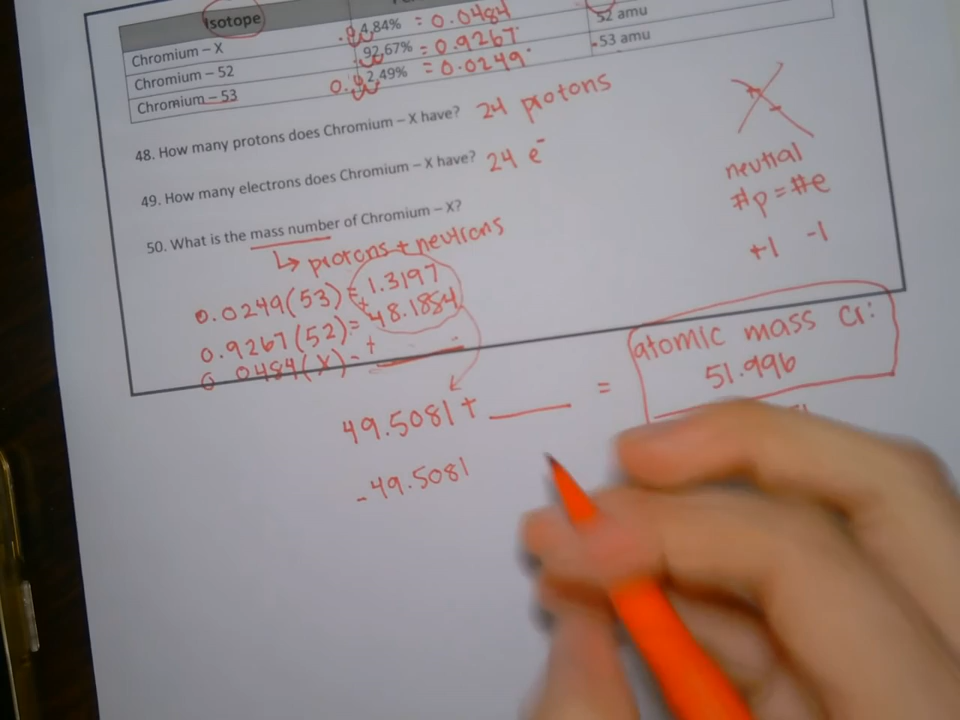 Isotope
Chromium – X 4.84% = 0.0484 52 amu
Chromium – 52 92.67% = 0.9267 53 amu
Chromium – 53 2.49% = 0.0249
48. How many protons does Chromium – X have? 24 protons
49. How many electrons does Chromium – X have? 24 e⁻
neutral
#p = #e
+1 -1
50. What is the mass number of Chromium – X?
↳ protons + neutrons
0.0249(53) = 1.3197
0.9267(52) = + 48.1884
0.0484(X) = + ____
49.5081 + ____ =
atomic mass Cr:
51.996
-49.5081